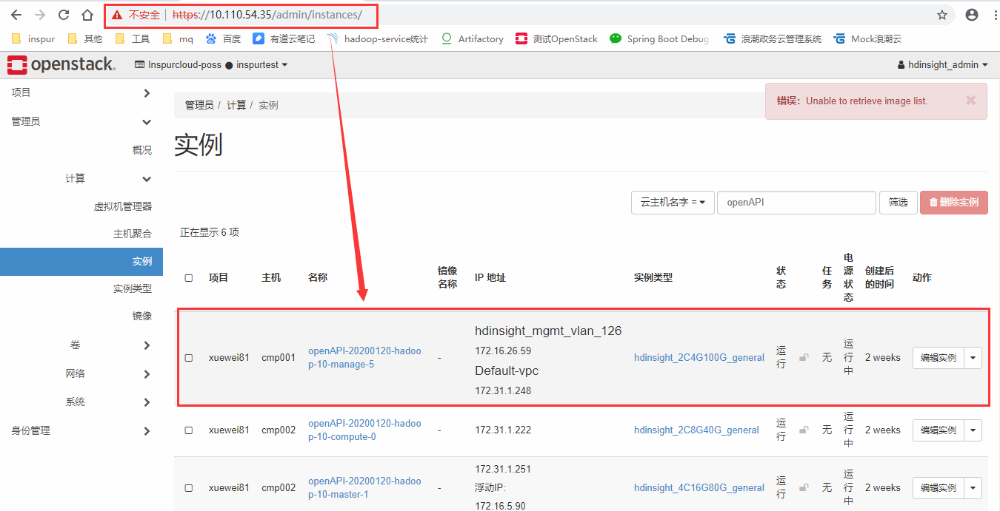 不安全 | https://10.110.54.35/admin/instances/
inspur 其他 工具 mq 百度 有道云笔记 hadoop-service统计 Artifactory 测试OpenStack Spring Boot Debug 浪潮政务云管理系统 Mock浪潮云
openstack. Inspurcloud-poss ● inspurtest hdinsight_admin
项目
管理员
概况
计算
虚拟机管理器
主机聚合
实例
实例类型
镜像
卷
网络
系统
身份管理
管理员 / 计算 / 实例
错误：Unable to retrieve image list.
实例
云主机名字 = openAPI 筛选 删除实例
正在显示 6 项
项目 主机 名称 镜像名称 IP 地址 实例类型 状态 任务 电源状态 创建后的时间 动作
hdinsight_mgmt_vlan_126
172.16.26.59
Default-vpc
172.31.1.248
xuewei81 cmp001 openAPI-20200120-hadoo
p-10-manage-5
- hdinsight_2C4G100G_general 运行 无 运行中 2 weeks 编辑实例
xuewei81 cmp002 openAPI-20200120-hadoo
p-10-compute-0
- 172.31.1.222 hdinsight_2C8G40G_general 运行 无 运行中 2 weeks 编辑实例
172.31.1.251
浮动IP:
172.16.5.90
xuewei81 cmp002 openAPI-20200120-hadoo
p-10-master-1
- hdinsight_4C16G80G_general 运行 无 运行中 2 weeks 编辑实例